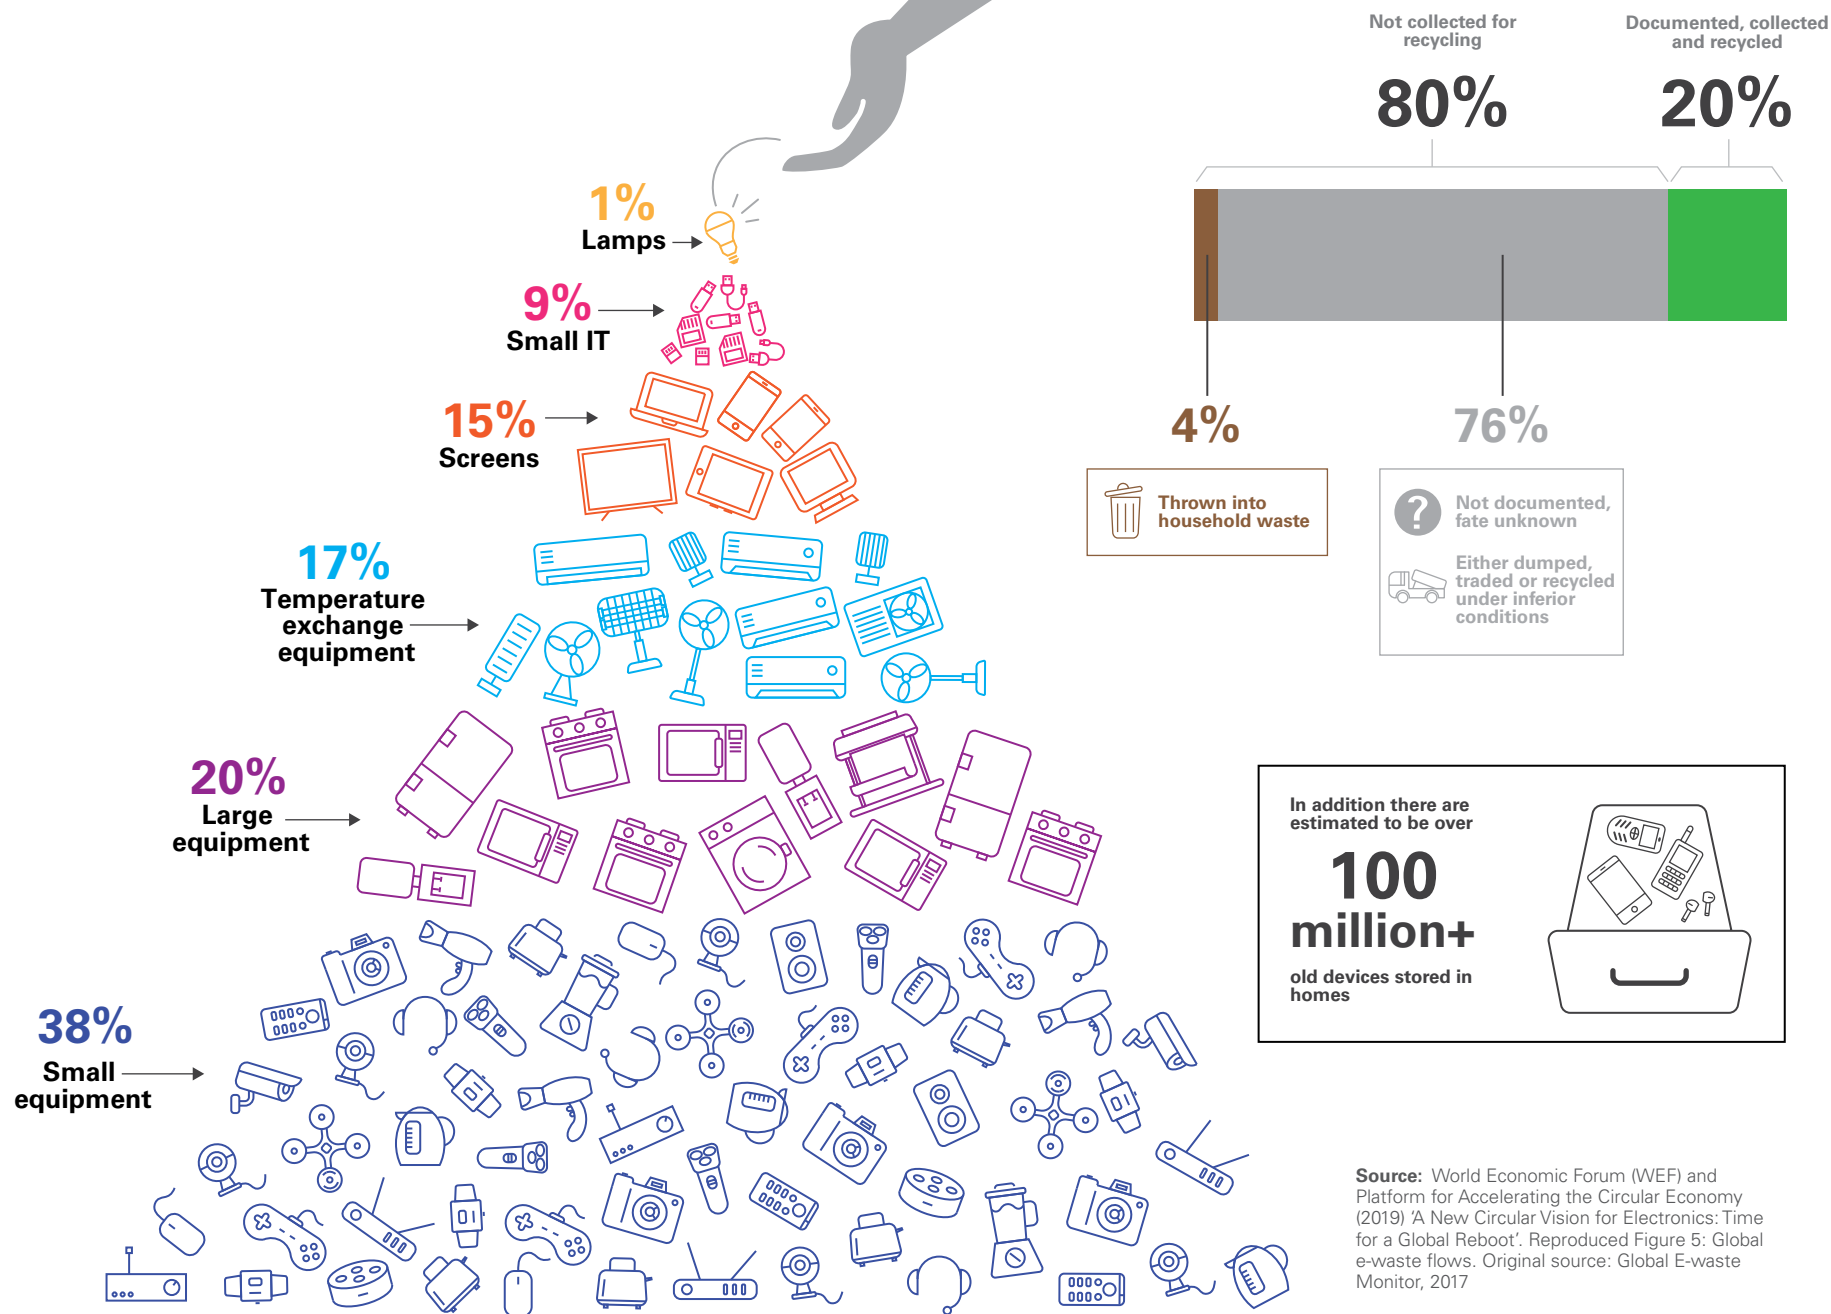 Not collected for
recycling
80%
Documented, collected
and recycled
20%
1%
Lamps
9%
Small IT
15%
Screens
17%
Temperature
exchange
equipment
20%
Large
equipment
38%
Small
equipment
4%
Thrown into
household waste
76%
?
Not documented,
fate unknown
Either dumped,
traded or recycled
under inferior
conditions
In addition there are
estimated to be over
100
million+
old devices stored in
homes
Source: World Economic Forum (WEF) and
Platform for Accelerating the Circular Economy
(2019) ‘A New Circular Vision for Electronics: Time
for a Global Reboot’. Reproduced Figure 5: Global
e-waste flows. Original source: Global E-waste
Monitor, 2017